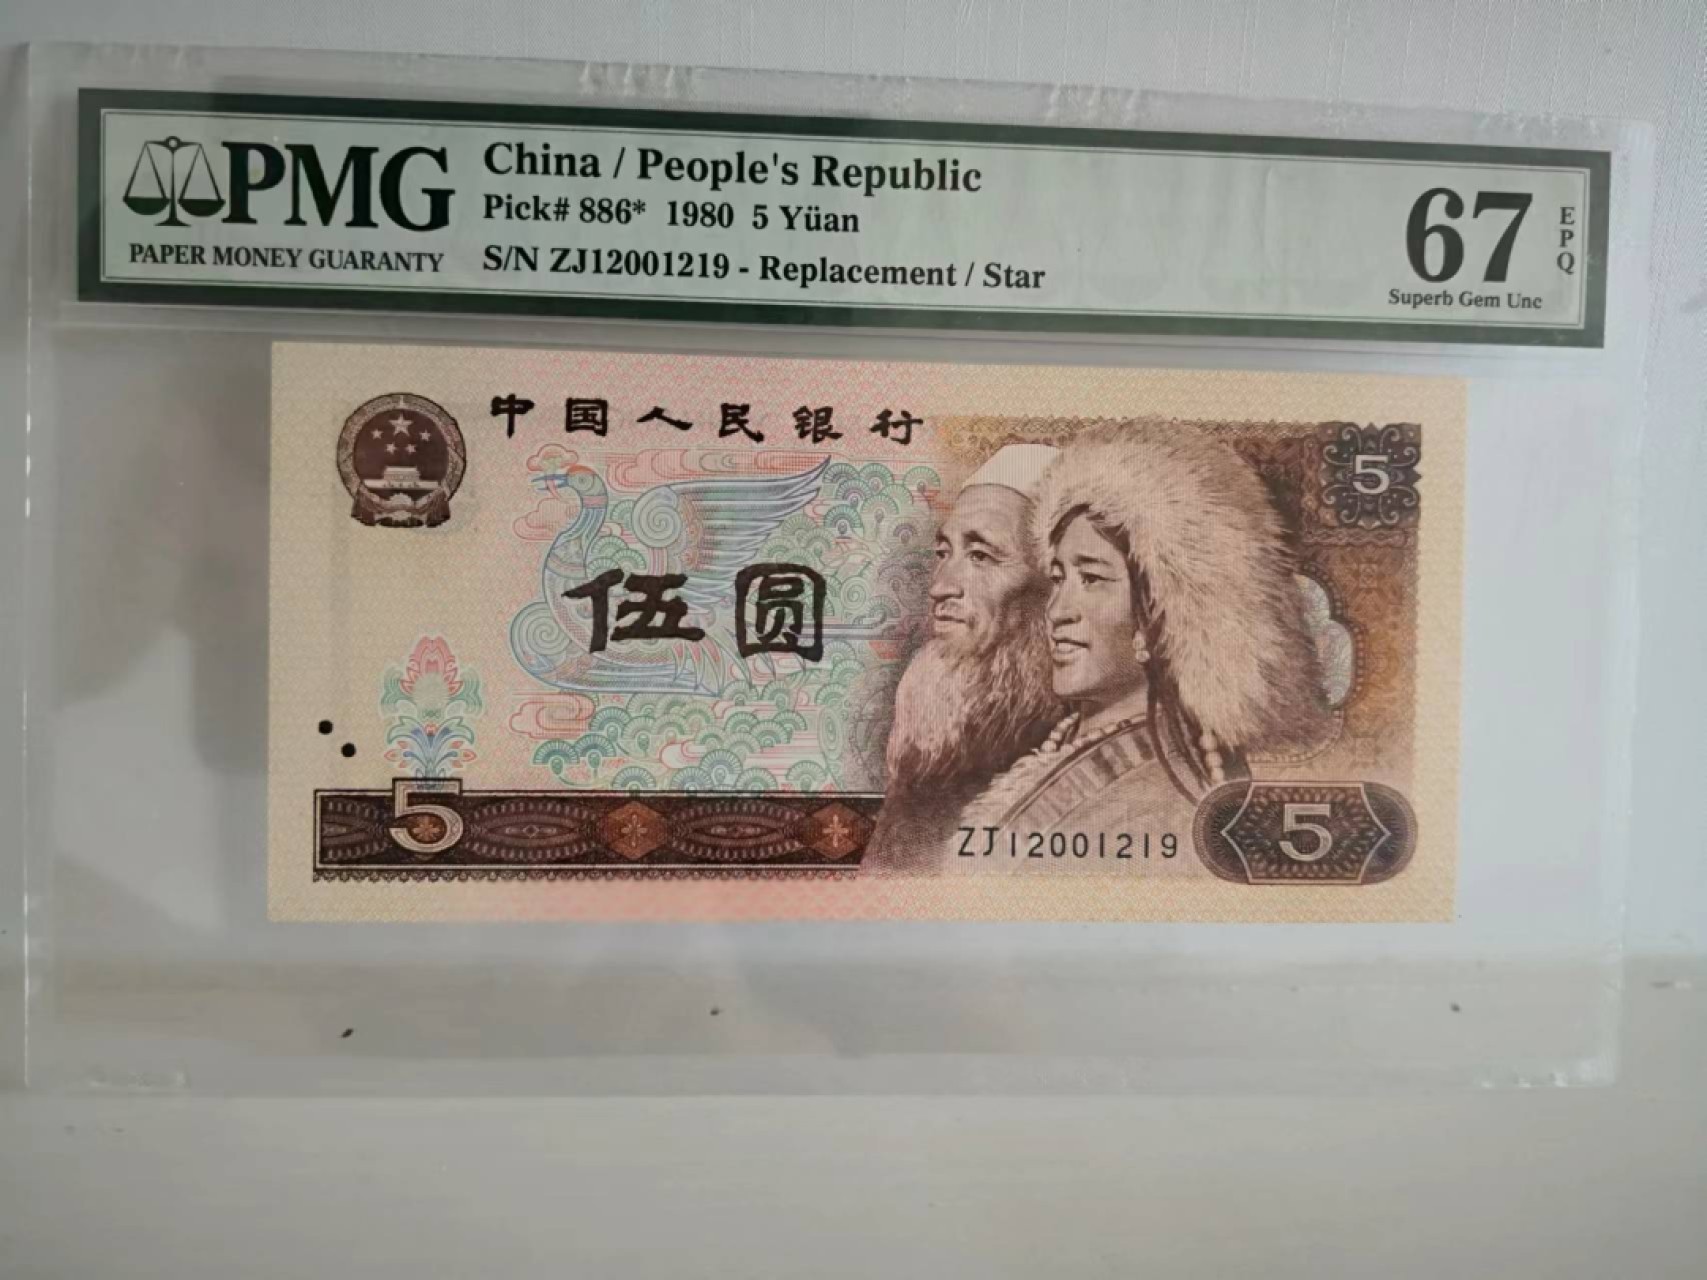 PMG
PAPER MONEY GUARANTY
China / People's Republic
Pick# 886* 1980 5 Yüan
S/N ZJ12001219 - Replacement / Star
67
EPQ
Superb Gem Unc
中国人民银行
5
伍圆
5
ZJ12001219
5